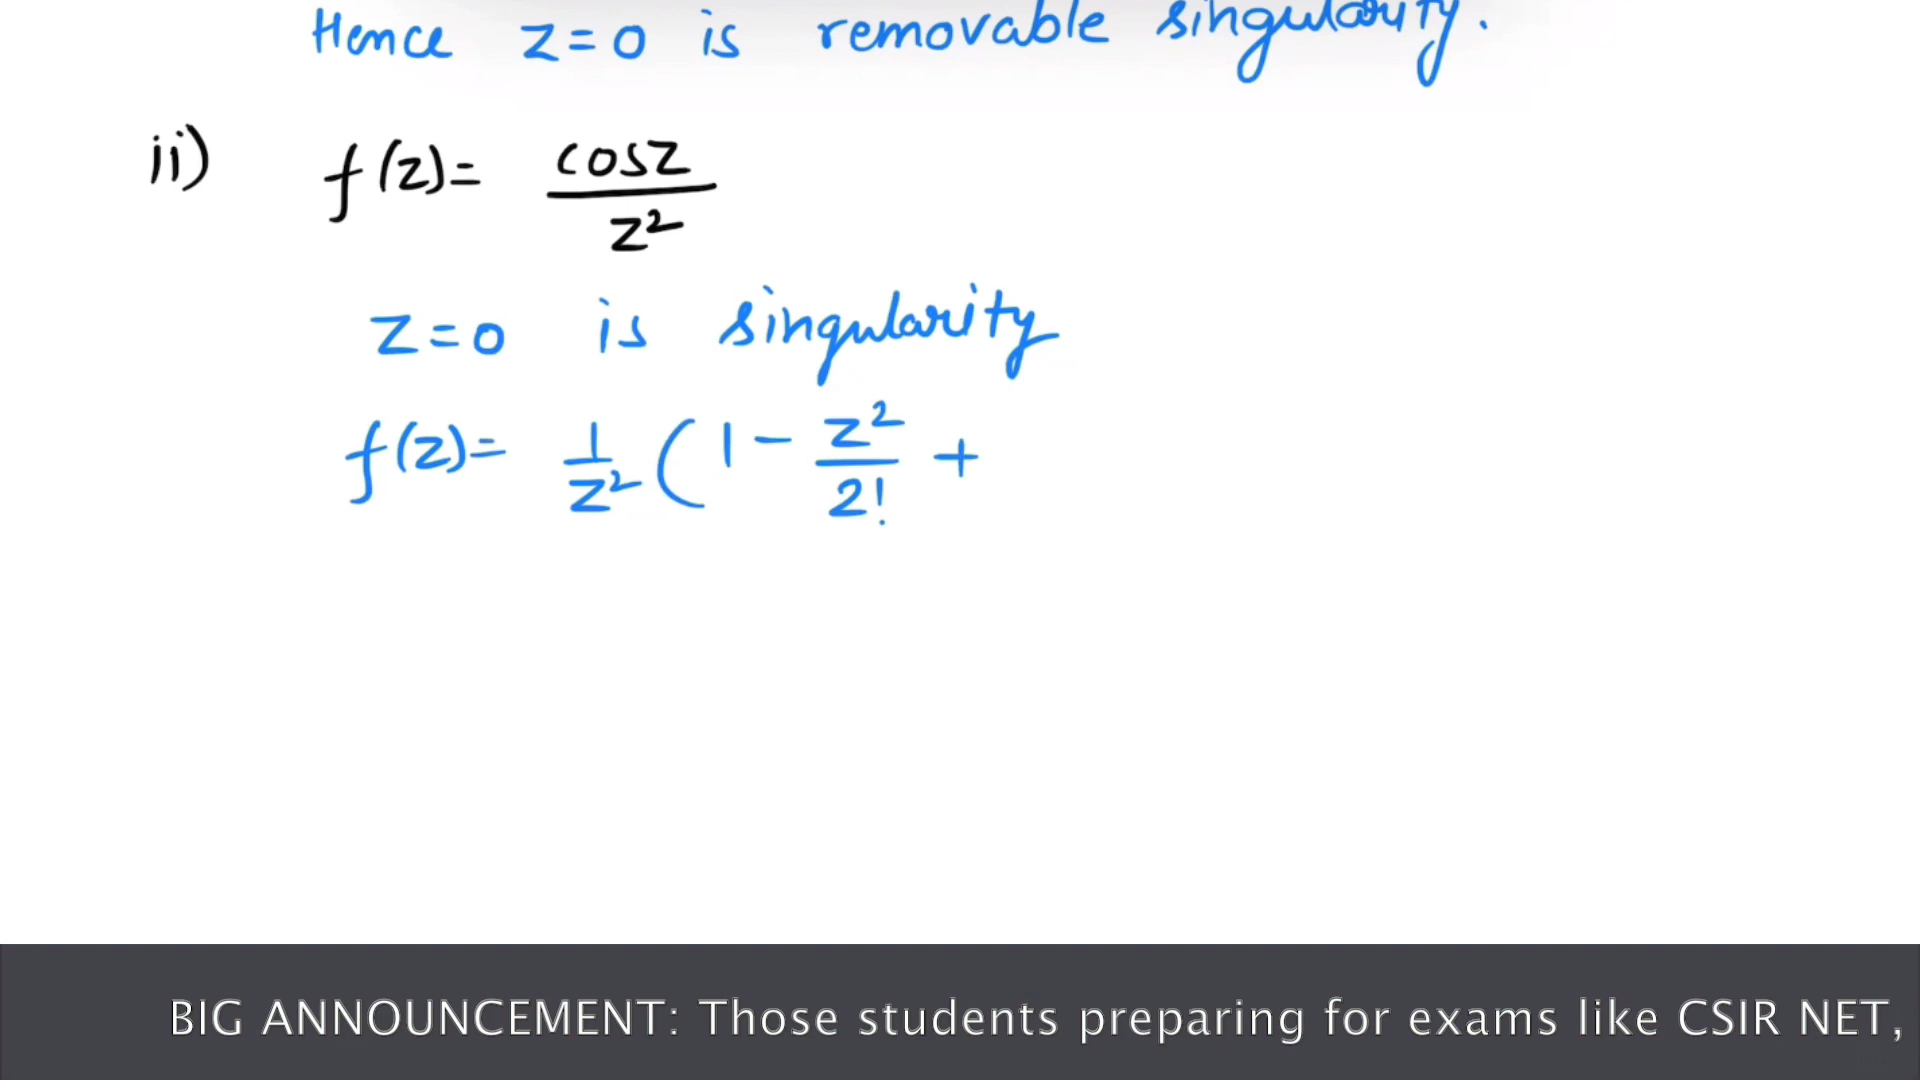 Hence z=0 is removable singularity.
ii) f(z)= cosz/z²
z=0 is singularity
f(z)= 1/z² (1 - z²/2! +
BIG ANNOUNCEMENT: Those students preparing for exams like CSIR NET,